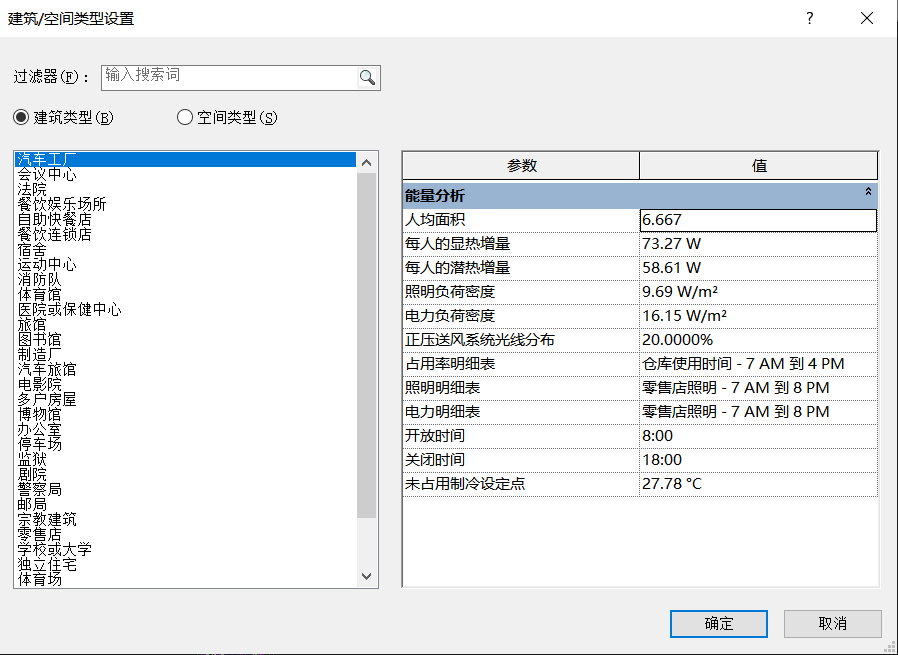 建筑/空间类型设置
?
过滤器(F)：
输入搜索词
建筑类型(B)
空间类型(S)
汽车工厂
会议中心
法院
餐饮娱乐场所
自助快餐店
餐饮连锁店
宿舍
运动中心
消防队
体育馆
医院或保健中心
旅馆
图书馆
制造厂
汽车旅馆
电影院
多户房屋
博物馆
办公室
停车场
监狱
剧院
警察局
邮局
宗教建筑
零售店
学校或大学
独立住宅
体育场
参数 值
能量分析
人均面积 6.667
每人的显热增量 73.27 W
每人的潜热增量 58.61 W
照明负荷密度 9.69 W/m²
电力负荷密度 16.15 W/m²
正压送风系统光线分布 20.0000%
占用率明细表 仓库使用时间 - 7 AM 到 4 PM
照明明细表 零售店照明 - 7 AM 到 8 PM
电力明细表 零售店照明 - 7 AM 到 8 PM
开放时间 8:00
关闭时间 18:00
未占用制冷设定点 27.78 °C
确定
取消